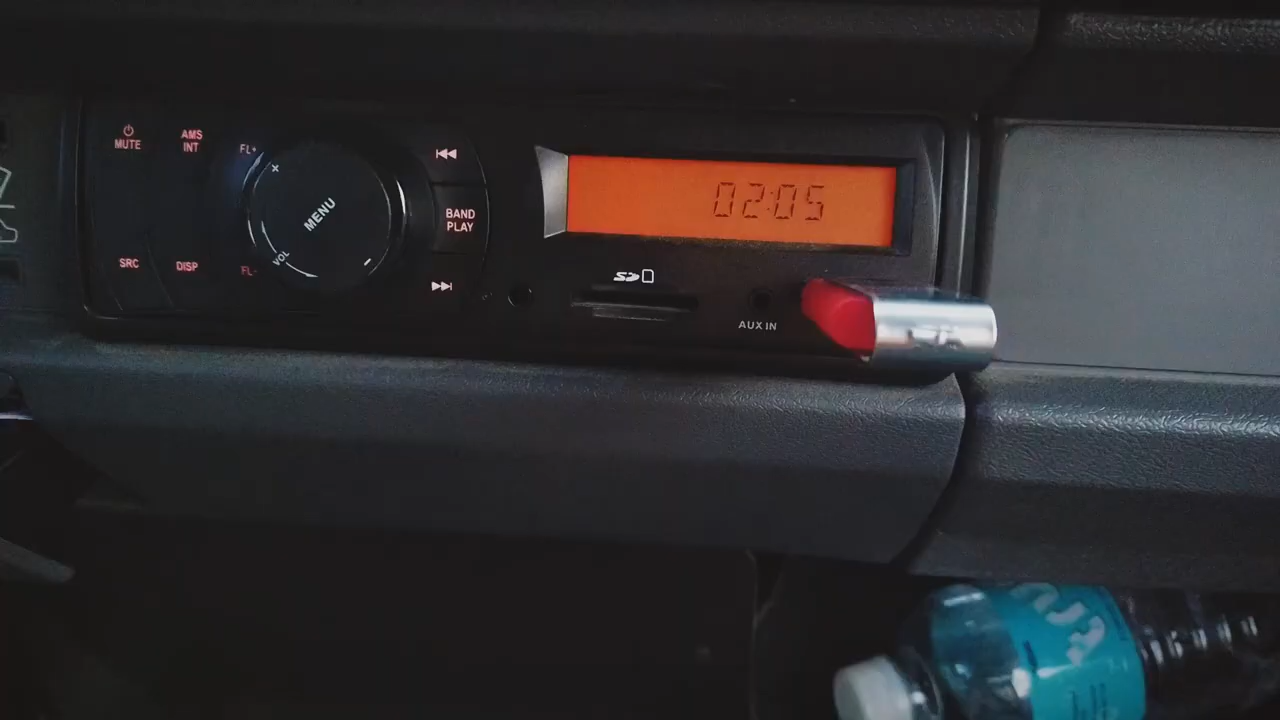 MUTE
AMS
INT
FL+
+
MENU
VOL
-
BAND
PLAY
SRC
DISP
FL-
02:05
SD
AUX IN